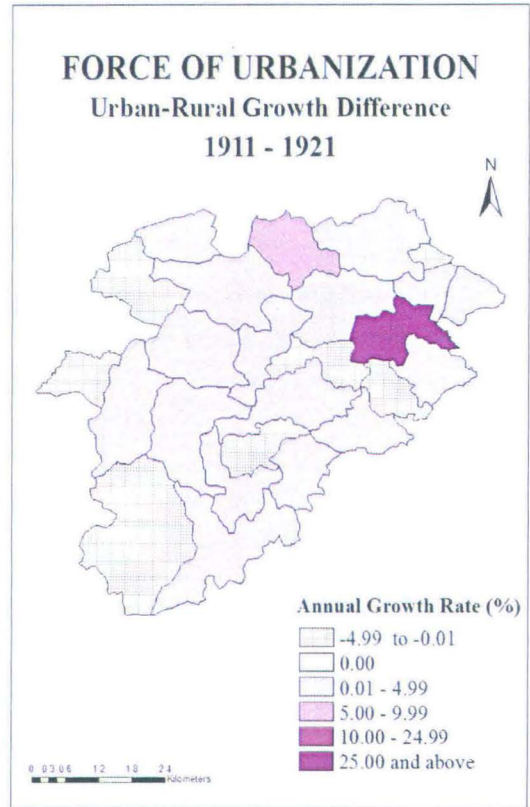 FORCE OF URBANIZATION
Urban-Rural Growth Difference
1911 - 1921
N
Annual Growth Rate (%)
-4.99 to -0.01
0.00
0.01 - 4.99
5.00 - 9.99
10.00 - 24.99
25.00 and above
Kilometers